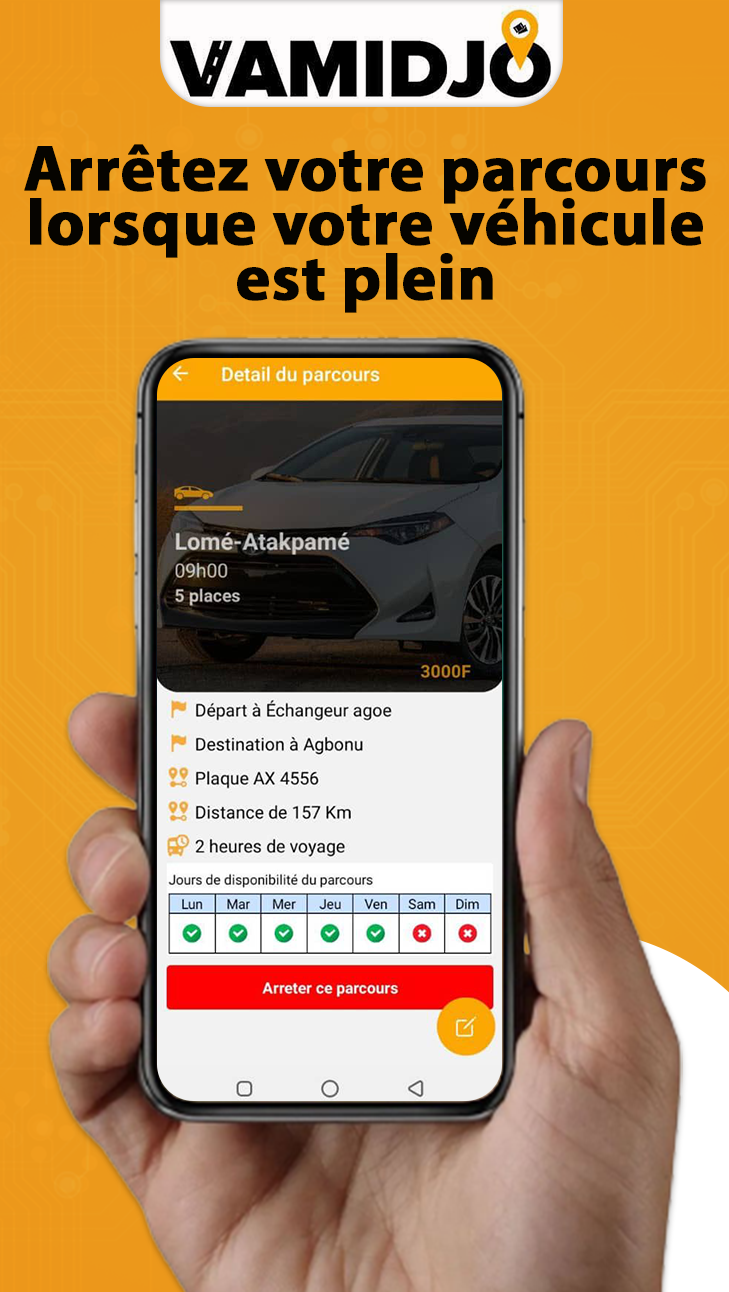 VAMIDJO
Arrêtez votre parcours
lorsque votre véhicule
est plein
Detail du parcours
Lomé-Atakpamé
09h00
5 places
3000F
Départ à Échangeur agoe
Destination à Agbonu
Plaque AX 4556
Distance de 157 Km
2 heures de voyage
Jours de disponibilité du parcours
Lun Mar Mer Jeu Ven Sam Dim
Arreter ce parcours